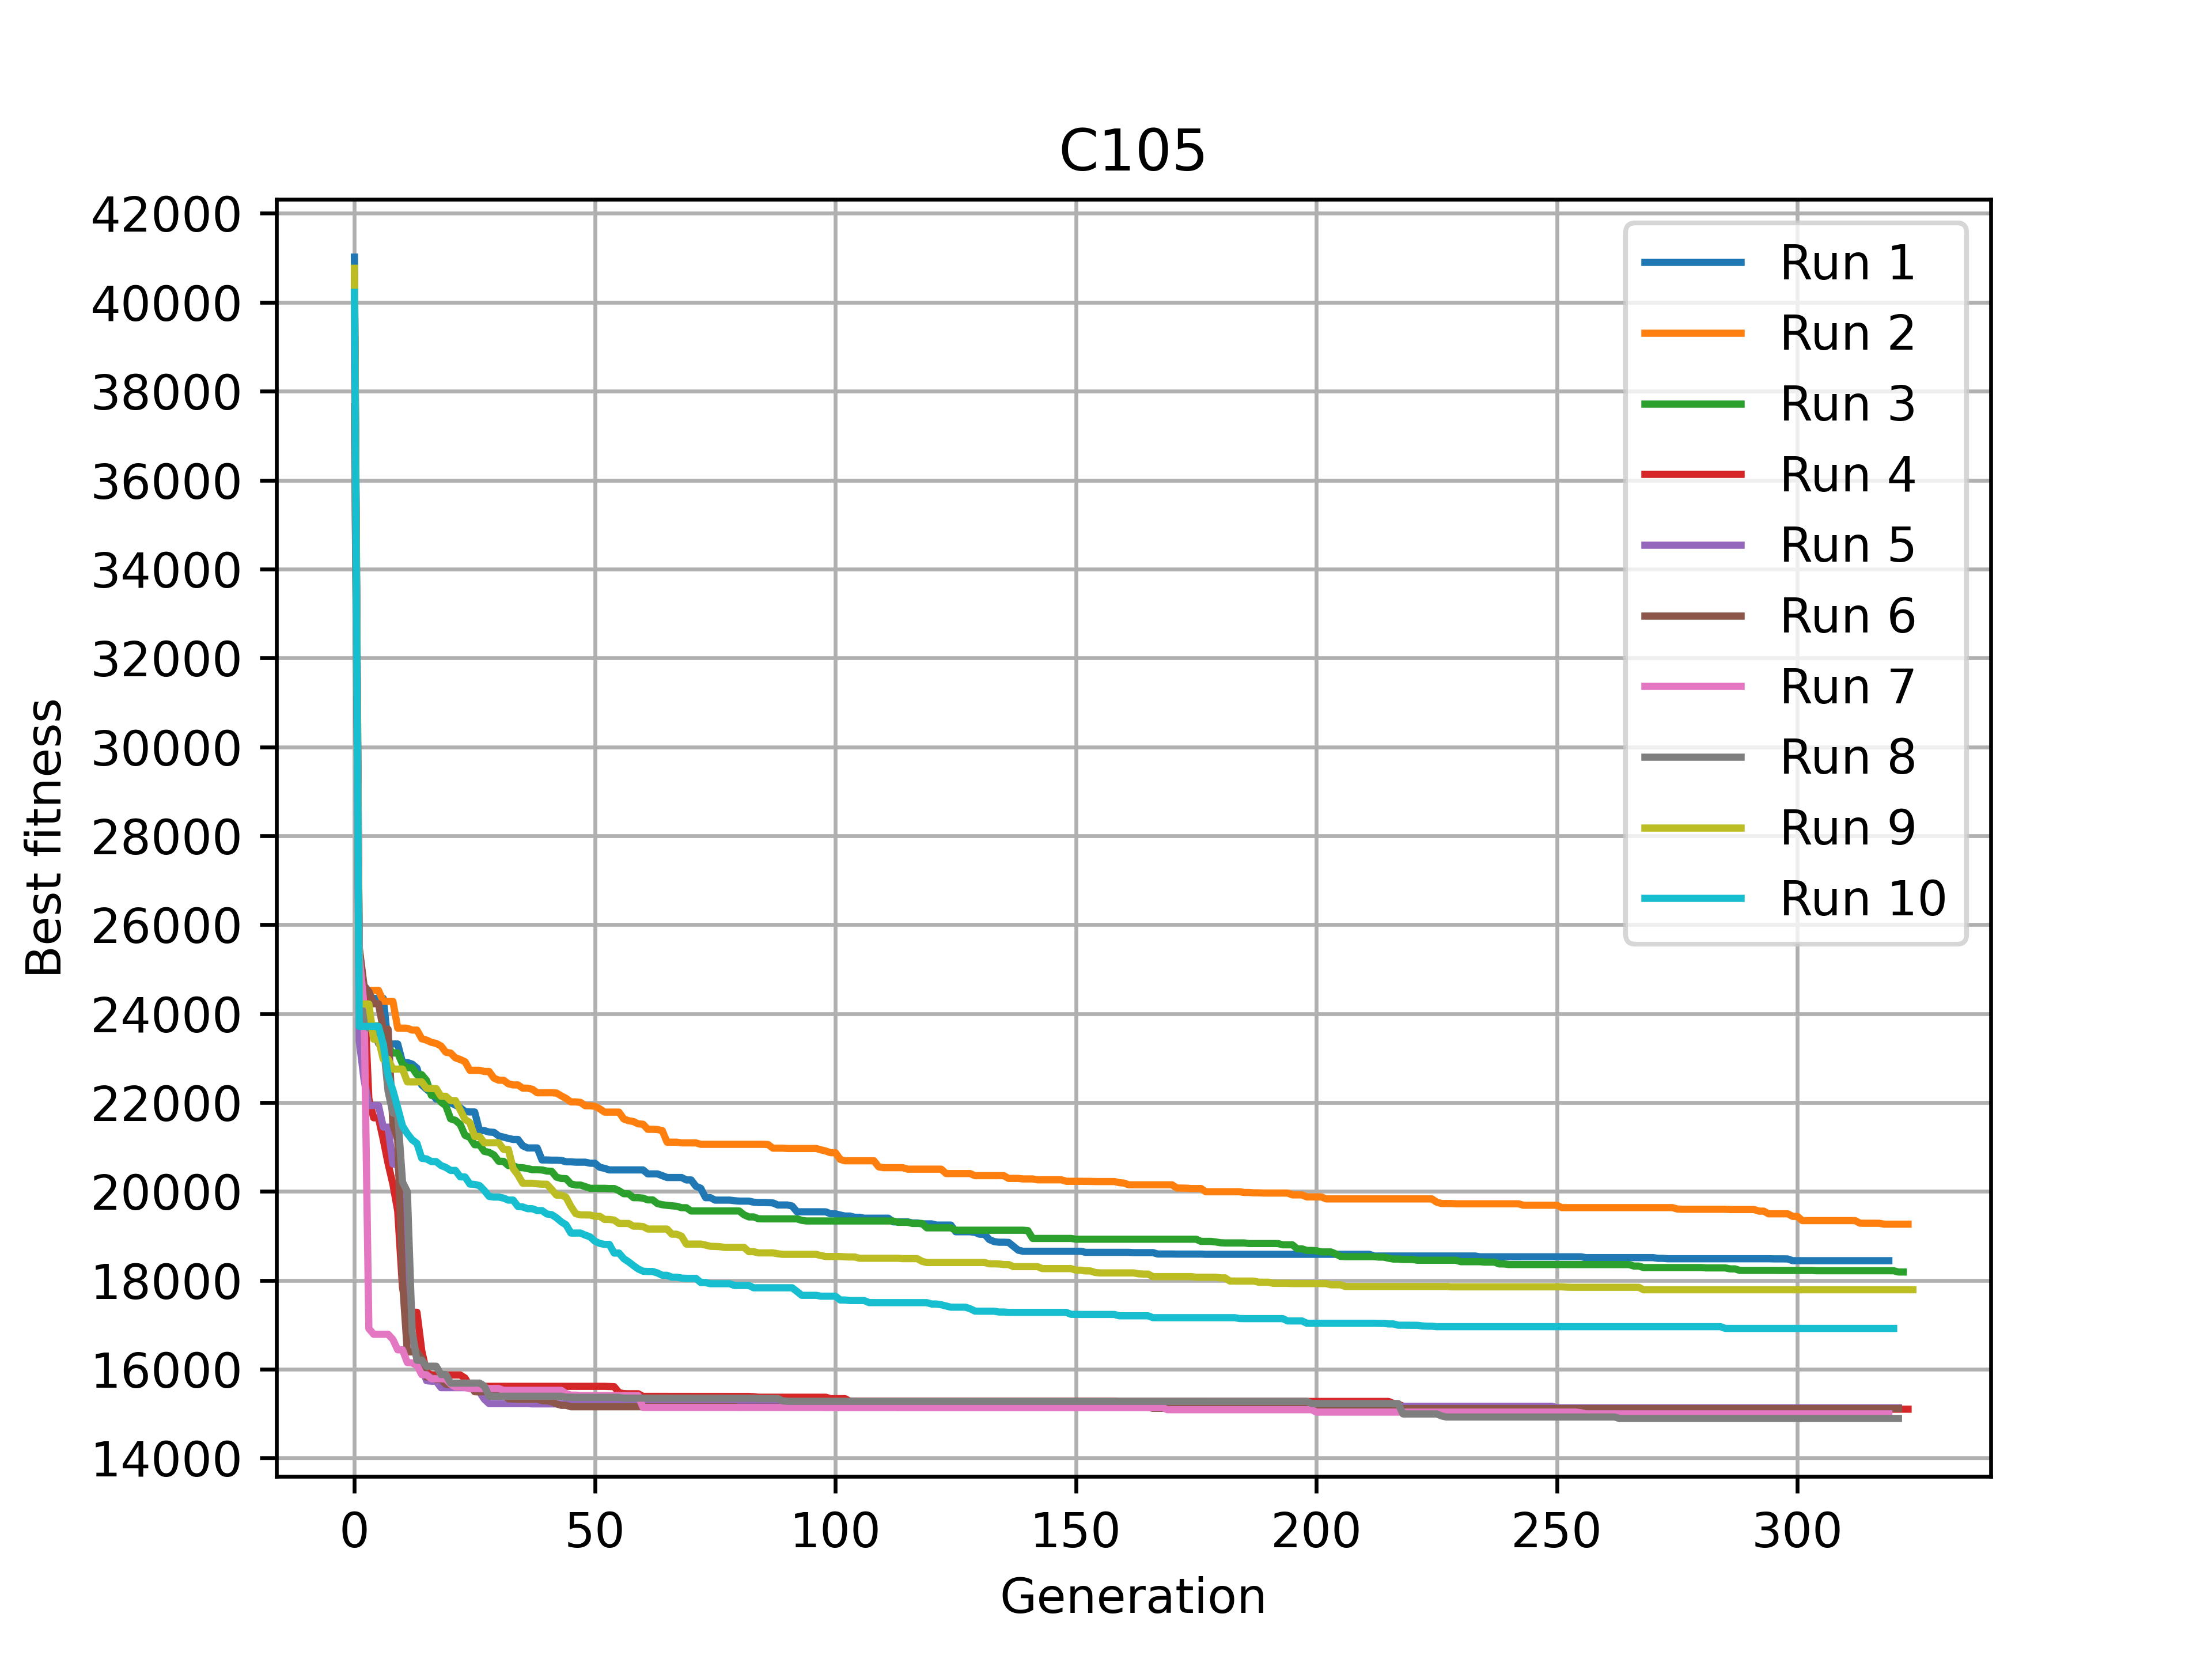 C105
42000
40000
38000
36000
34000
32000
30000
28000
26000
24000
22000
20000
18000
16000
14000
Best fitness
Run 1
Run 2
Run 3
Run 4
Run 5
Run 6
Run 7
Run 8
Run 9
Run 10
0 50 100 150 200 250 300
Generation